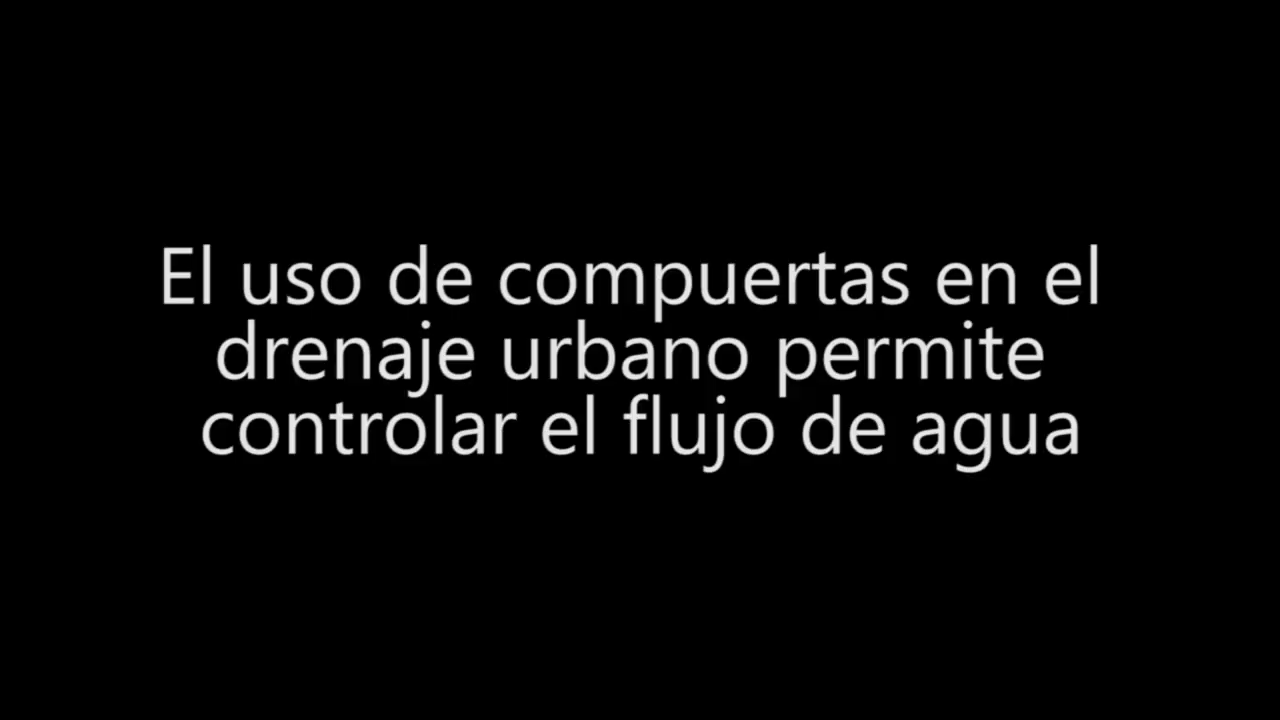 El uso de compuertas en el
drenaje urbano permite
controlar el flujo de agua